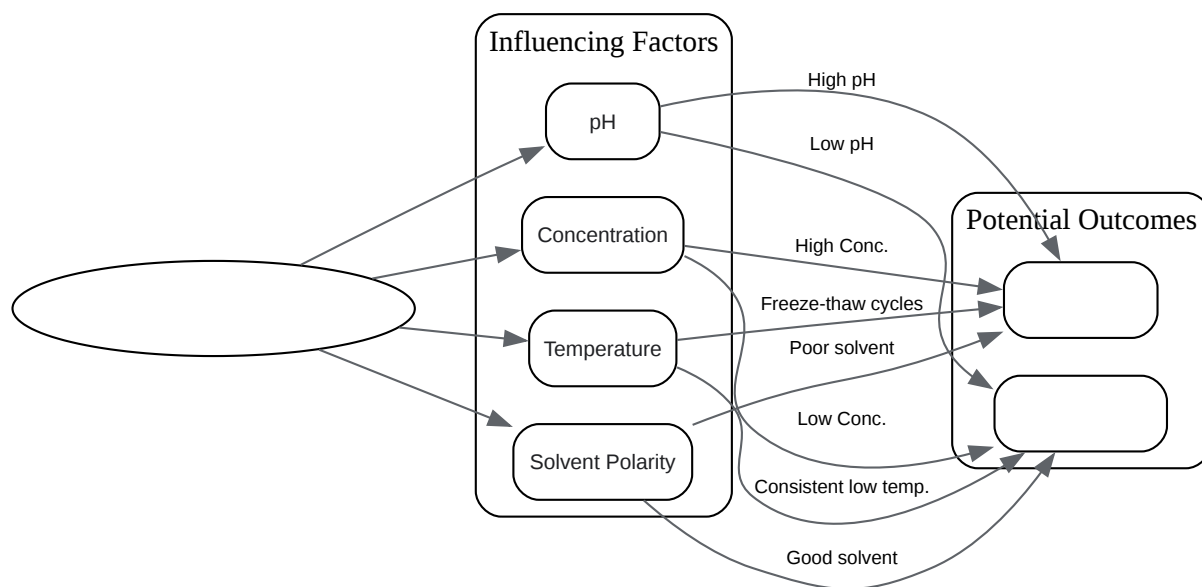 Influencing Factors
pH
Concentration
Temperature
Solvent Polarity
High pH
Low pH
High Conc.
Freeze-thaw cycles
Poor solvent
Low Conc.
Consistent low temp.
Good solvent
Potential Outcomes